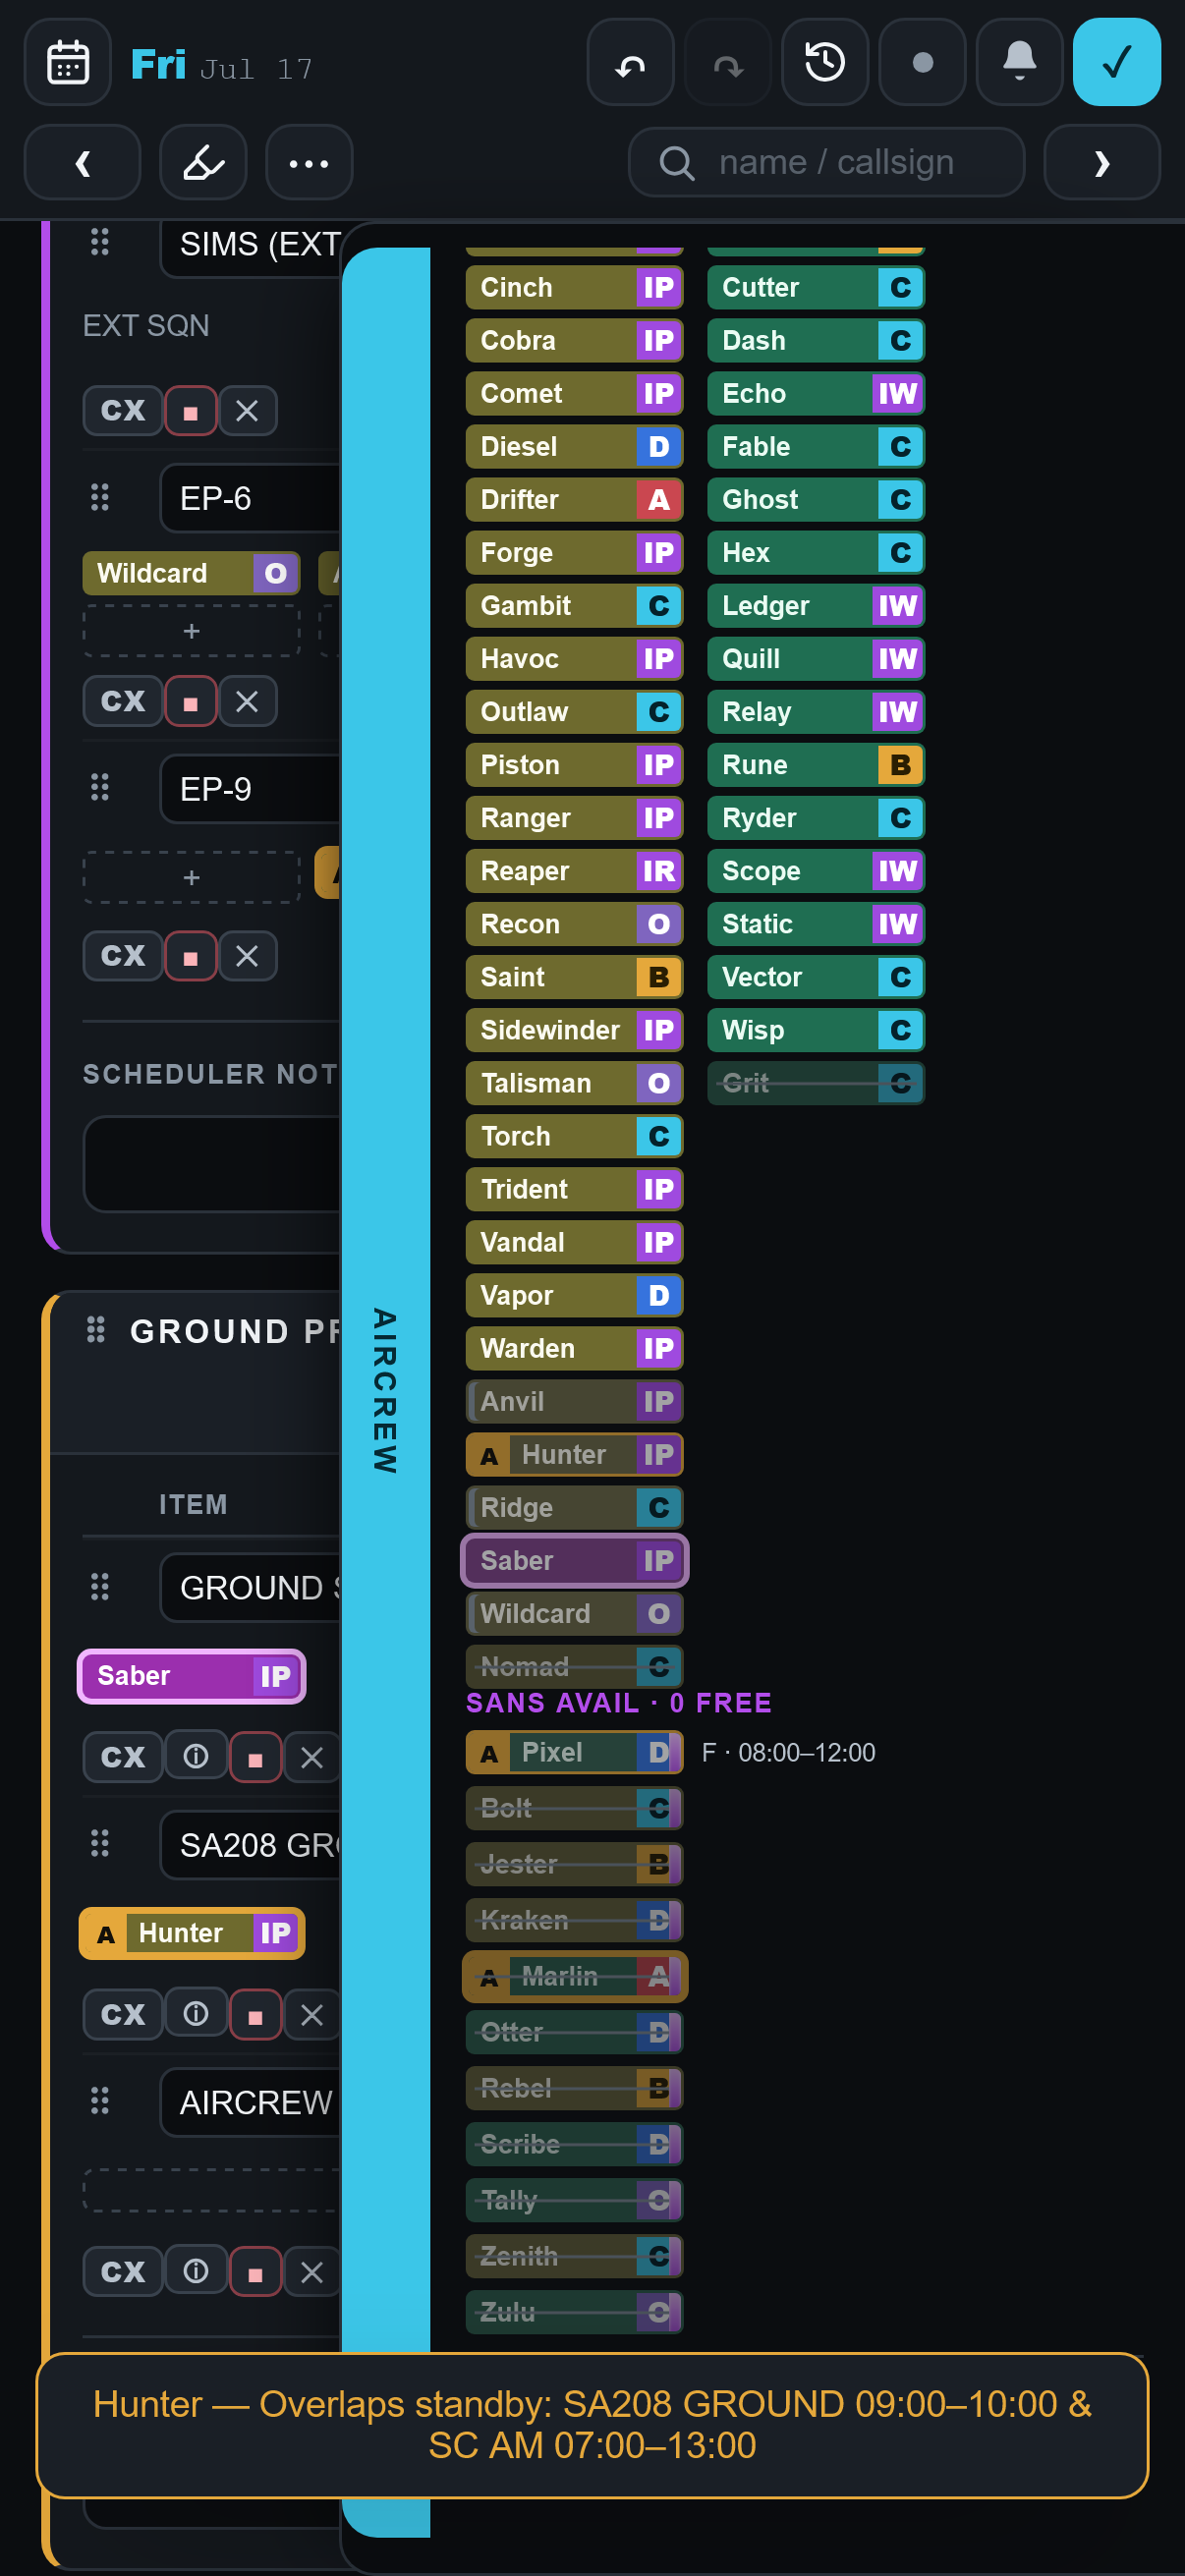 Fri Jul 17
✓
‹ ••• name / callsign ›
SIMS (EXT
EXT SQN
CX
EP-6
Wildcard O
+
CX
EP-9
+
CX
SCHEDULER NOT
GROUND PR
ITEM
GROUND S
Saber IP
CX
SA208 GRO
A Hunter IP
CX
AIRCREW
CX
AIRCREW
Cinch IP
Cobra IP
Comet IP
Diesel D
Drifter A
Forge IP
Gambit C
Havoc IP
Outlaw C
Piston IP
Ranger IP
Reaper IR
Recon O
Saint B
Sidewinder IP
Talisman O
Torch C
Trident IP
Vandal IP
Vapor D
Warden IP
Anvil IP
A Hunter IP
Ridge C
Saber IP
Wildcard O
Nomad C
Cutter C
Dash C
Echo IW
Fable C
Ghost C
Hex C
Ledger IW
Quill IW
Relay IW
Rune B
Ryder C
Scope IW
Static IW
Vector C
Wisp C
Grit C
SANS AVAIL · 0 FREE
A Pixel D F · 08:00–12:00
Bolt C
Jester B
Kraken D
A Marlin A
Otter D
Rebel B
Scribe D
Tally
Zenith C
Zulu
Hunter — Overlaps standby: SA208 GROUND 09:00–10:00 &
SC AM 07:00–13:00